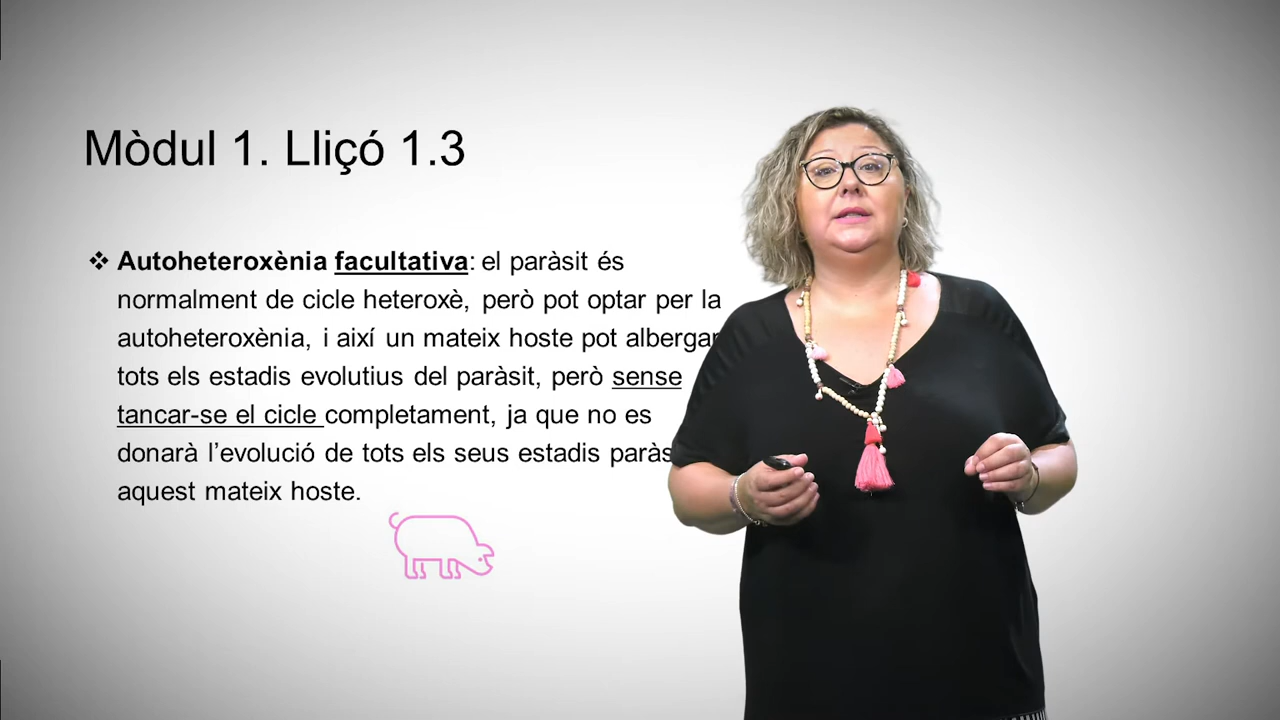 Mòdul 1. Lliçó 1.3
❖ Autoheteroxènia facultativa: el paràsit és
normalment de cicle heteroxè, però pot optar per la
autoheteroxènia, i així un mateix hoste pot albergar
tots els estadis evolutius del paràsit, però sense
tancar-se el cicle completament, ja que no es
donarà l’evolució de tots els seus estadis
aquest mateix hoste.